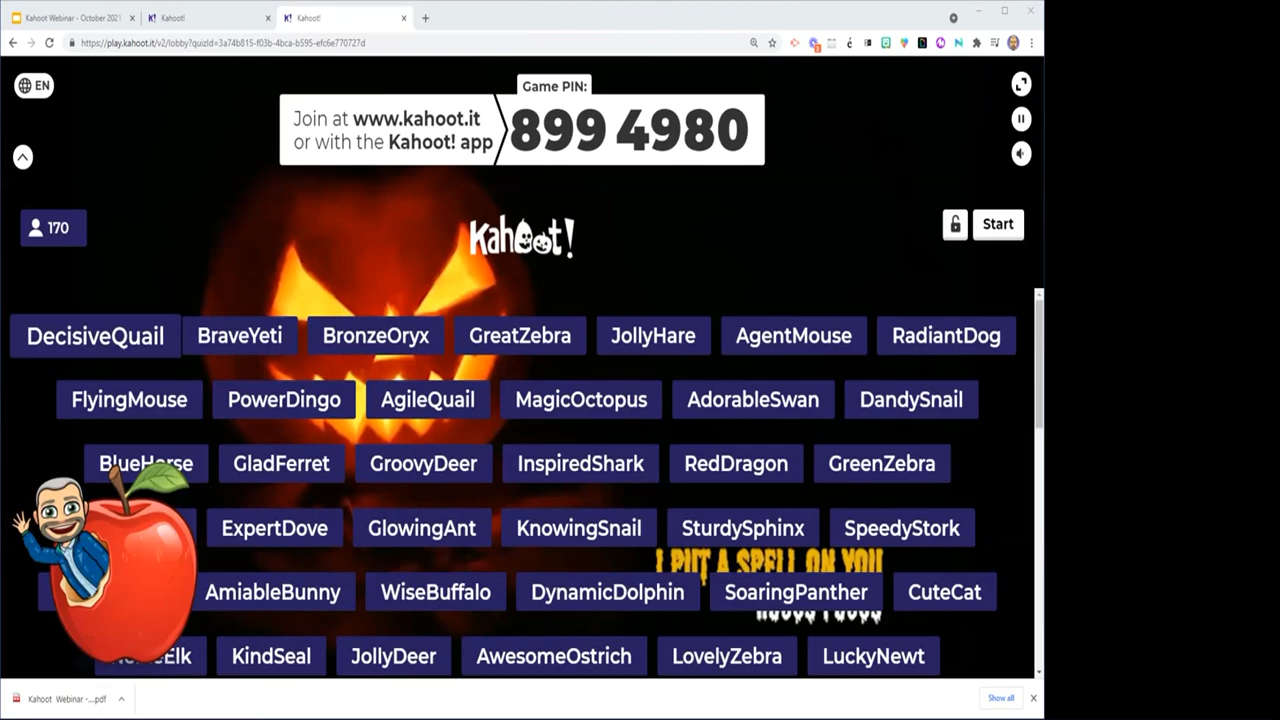 Kahoot Webinar - October 2021
Kahoot!
Kahoot!
https://play.kahoot.it/v2/lobby?quizId=3a74b815-f03b-4bca-b595-efc6e770727d
EN
Game PIN:
Join at www.kahoot.it
or with the Kahoot! app
899 4980
170
Kahoot!
Start
DecisiveQuail BraveYeti BronzeOryx GreatZebra JollyHare AgentMouse RadiantDog
FlyingMouse PowerDingo AgileQuail MagicOctopus AdorableSwan DandySnail
BlueHorse GladFerret GroovyDeer InspiredShark RedDragon GreenZebra
ExpertDove GlowingAnt KnowingSnail SturdySphinx SpeedyStork
I PUT A SPELL ON YOU
AmiableBunny WiseBuffalo DynamicDolphin SoaringPanther CuteCat
KindSeal JollyDeer AwesomeOstrich LovelyZebra LuckyNewt
Kahoot Webinar -....pdf
Show all